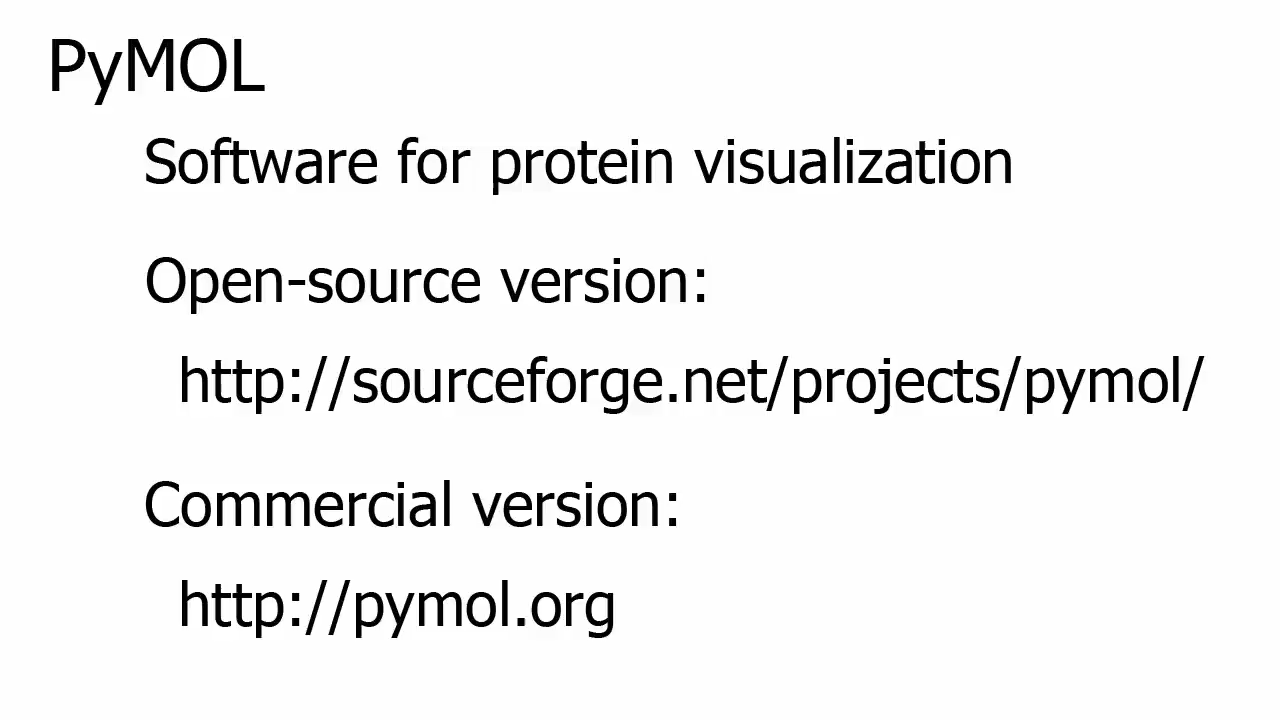 PyMOL
Software for protein visualization
Open-source version:
http://sourceforge.net/projects/pymol/
Commercial version:
http://pymol.org